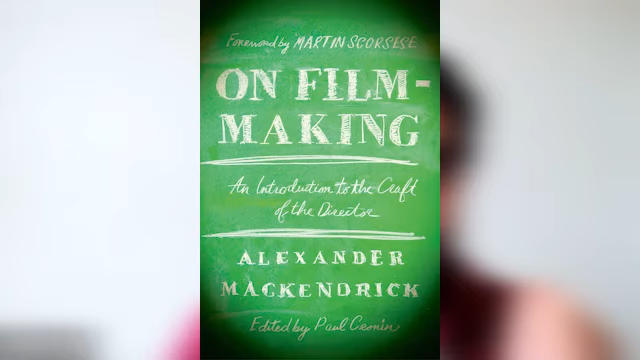 Foreword by MARTIN SCORSESE
ON FILM-
MAKING
An Introduction to the Craft
of the Director
ALEXANDER
MACKENDRICK
Edited by Paul Cronin